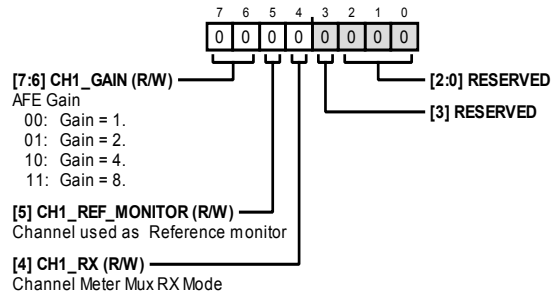 7 6 5 4 3 2 1 0
0 0 0 0 0 0 0 0
[7:6] CH1_GAIN (R/W)
AFE Gain
00: Gain = 1.
01: Gain = 2.
10: Gain = 4.
11: Gain = 8.
[5] CH1_REF_MONITOR (R/W)
Channel used as Reference monitor
[4] CH1_RX (R/W)
Channel Meter Mux RX Mode
[2:0] RESERVED
[3] RESERVED